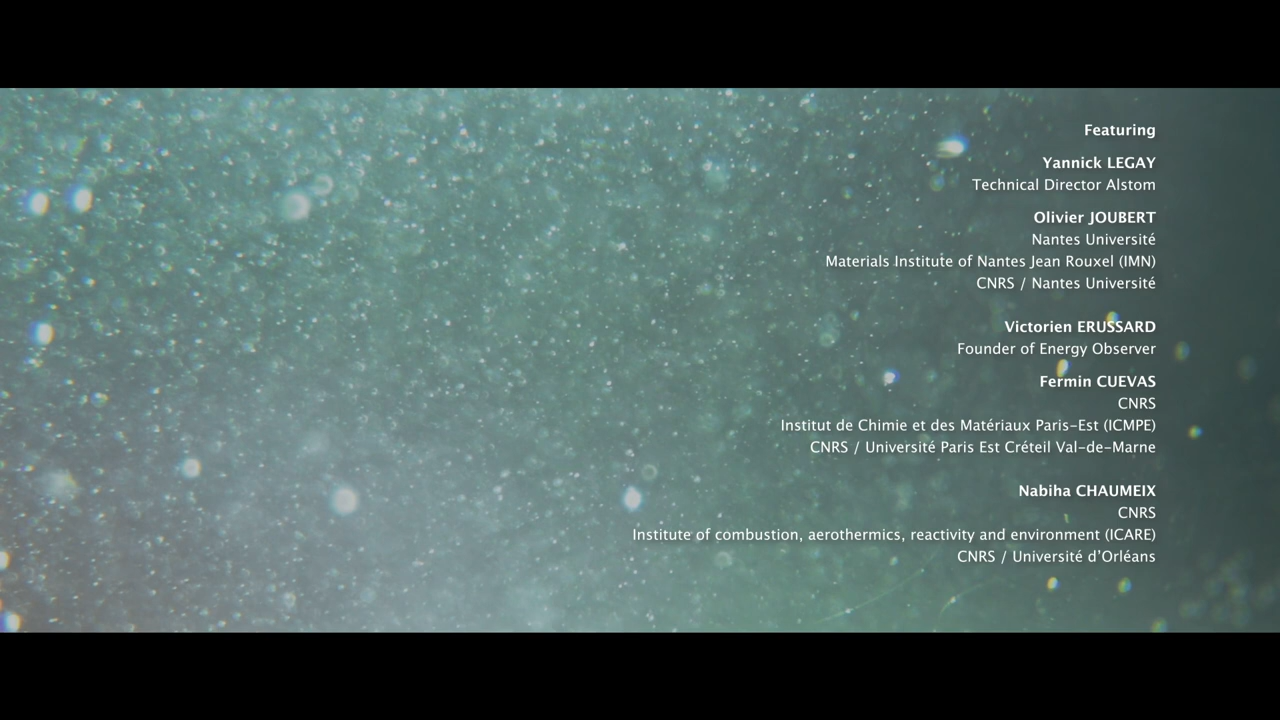 Featuring
Yannick LEGAY
Technical Director Alstom
Olivier JOUBERT
Nantes Université
Materials Institute of Nantes Jean Rouxel (IMN)
CNRS / Nantes Université
Victorien ERUSSARD
Founder of Energy Observer
Fermin CUEVAS
CNRS
Institut de Chimie et des Matériaux Paris-Est (ICMPE)
CNRS / Université Paris Est Créteil Val-de-Marne
Nabiha CHAUMEIX
CNRS
Institute of combustion, aerothermics, reactivity and environment (ICARE)
CNRS / Université d’Orléans